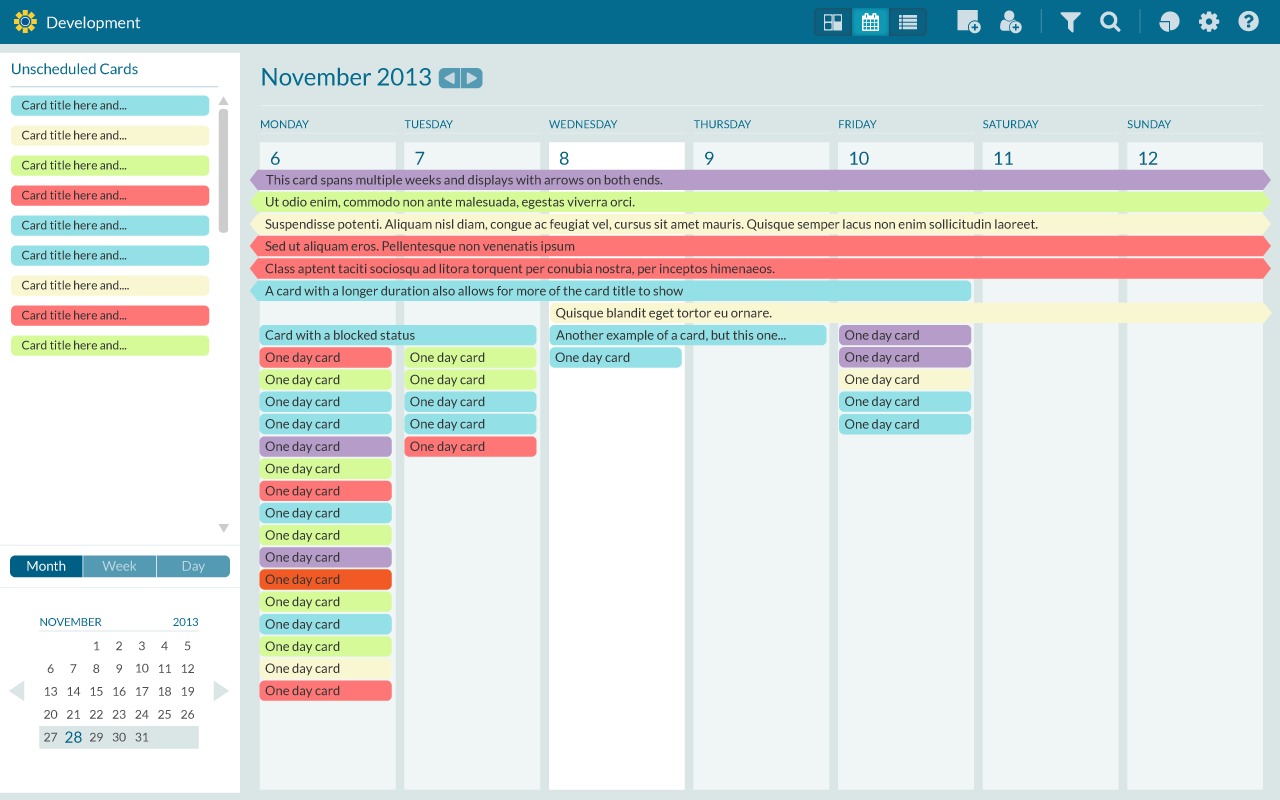 Development
Unscheduled Cards
Card title here and...
Card title here and...
Card title here and...
Card title here and...
Card title here and...
Card title here and...
Card title here and....
Card title here and...
Card title here and...
Month Week Day
NOVEMBER 2013
1 2 3 4 5
6 7 8 9 10 11 12
13 14 15 16 17 18 19
20 21 22 23 24 25 26
27 28 29 30 31
November 2013
MONDAY TUESDAY WEDNESDAY THURSDAY FRIDAY SATURDAY SUNDAY
6 7 8 9 10 11 12
This card spans multiple weeks and displays with arrows on both ends.
Ut odio enim, commodo non ante malesuada, egestas viverra orci.
Suspendisse potenti. Aliquam nisl diam, congue ac feugiat vel, cursus sit amet mauris. Quisque semper lacus non enim sollicitudin laoreet.
Sed ut aliquam eros. Pellentesque non venenatis ipsum
Class aptent taciti sociosqu ad litora torquent per conubia nostra, per inceptos himenaeos.
A card with a longer duration also allows for more of the card title to show
Quisque blandit eget tortor eu ornare.
Card with a blocked status Another example of a card, but this one... One day card
One day card One day card One day card One day card
One day card One day card One day card
One day card One day card One day card
One day card One day card One day card
One day card One day card
One day card
One day card
One day card
One day card
One day card
One day card
One day card
One day card
One day card
One day card
One day card